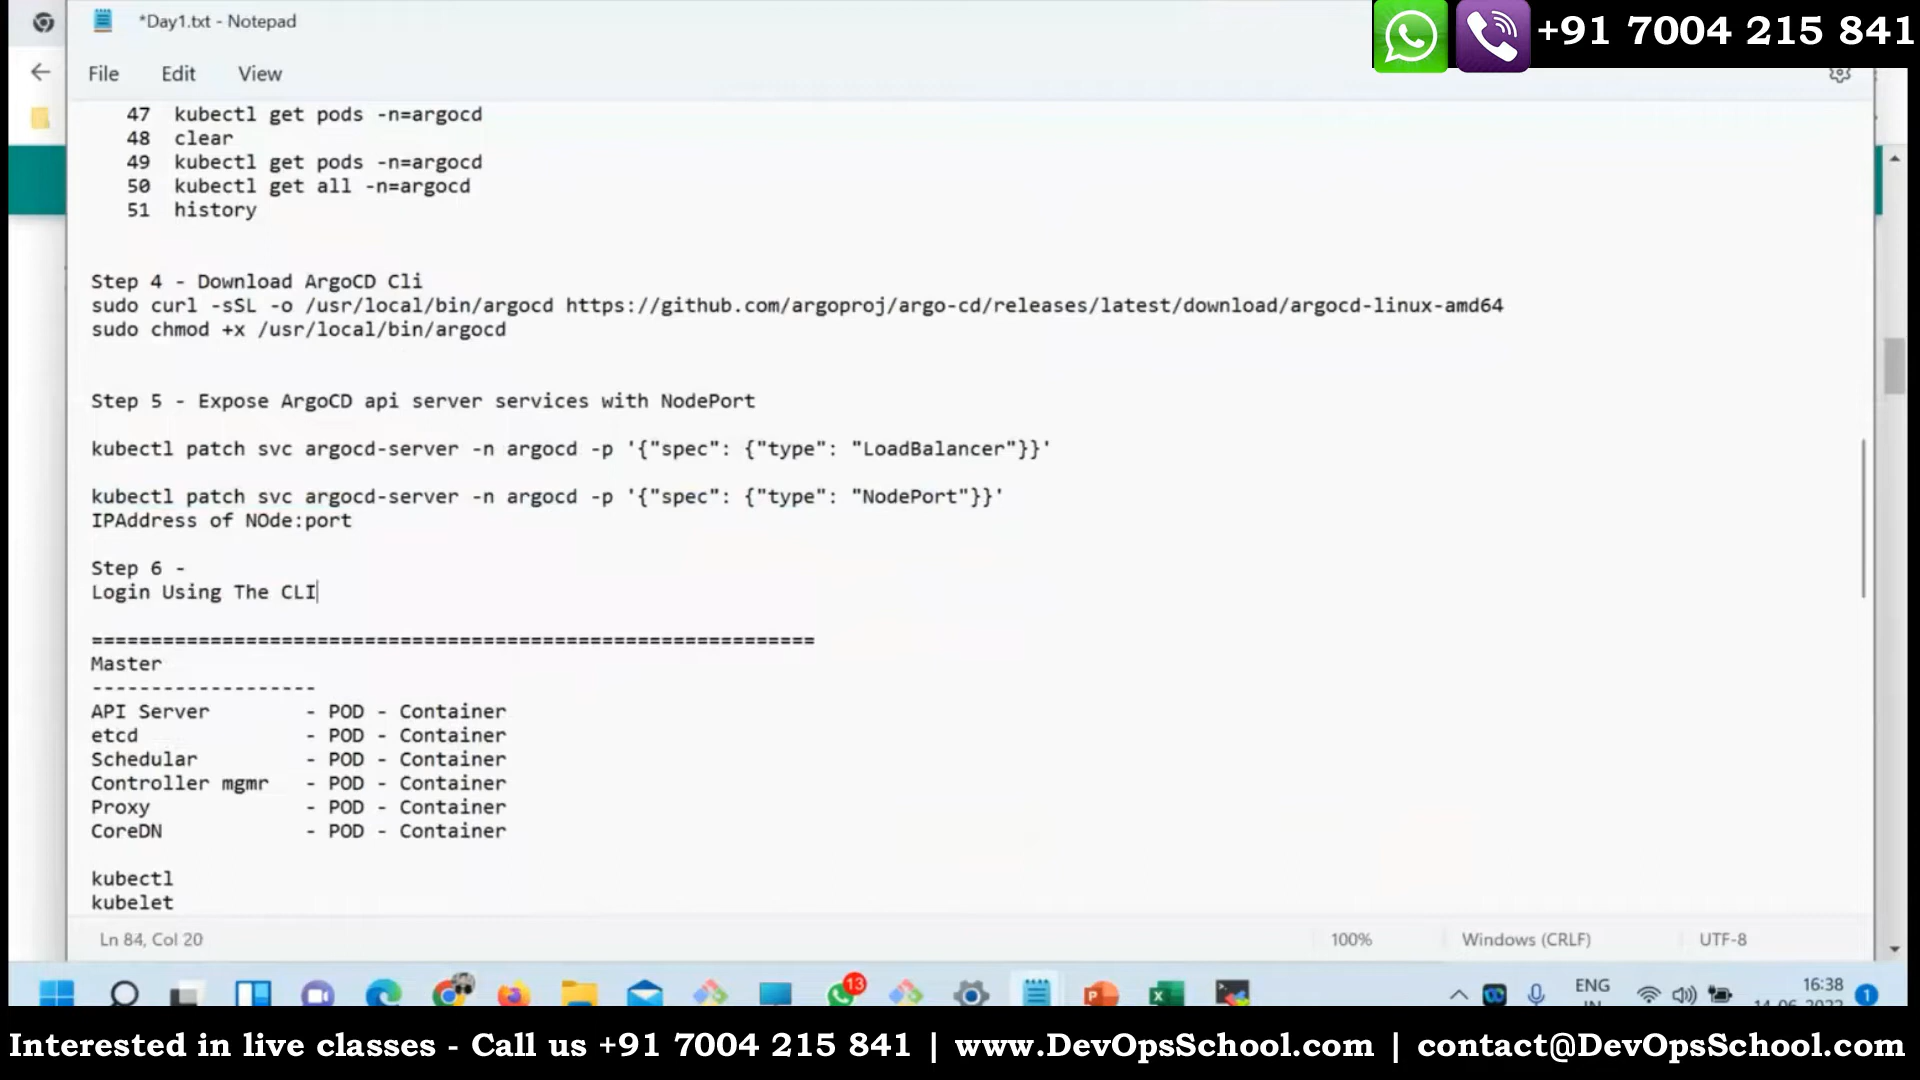 *Day1.txt - Notepad
+91 7004 215 841
File Edit View
47 kubectl get pods -n=argocd
48 clear
49 kubectl get pods -n=argocd
50 kubectl get all -n=argocd
51 history
Step 4 - Download ArgoCD Cli
sudo curl -sSL -o /usr/local/bin/argocd https://github.com/argoproj/argo-cd/releases/latest/download/argocd-linux-amd64
sudo chmod +x /usr/local/bin/argocd
Step 5 - Expose ArgoCD api server services with NodePort
kubectl patch svc argocd-server -n argocd -p '{"spec": {"type": "LoadBalancer"}}'
kubectl patch svc argocd-server -n argocd -p '{"spec": {"type": "NodePort"}}'
IPAddress of NOde:port
Step 6 -
Login Using The CLI
=============================================================
Master
-------------------
API Server - POD - Container
etcd - POD - Container
Schedular - POD - Container
Controller mgmr - POD - Container
Proxy - POD - Container
CoreDN - POD - Container
kubectl
kubelet
Ln 84, Col 20 100% Windows (CRLF) UTF-8
13
ENG
IN
16:38
1
Interested in live classes - Call us +91 7004 215 841 | www.DevOpsSchool.com | contact@DevOpsSchool.com